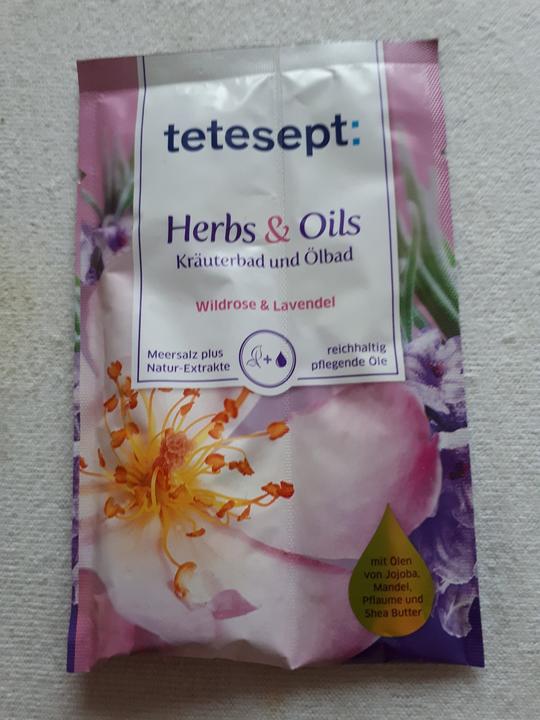 tetesept:
Herbs & Oils
Kräuterbad und Ölbad
Wildrose & Lavendel
Meersalz plus
Natur-Extrakte
+
reichhaltig
pflegende Öle
mit Ölen
von Jojoba,
Mandel,
Pflaume und
Shea Butter